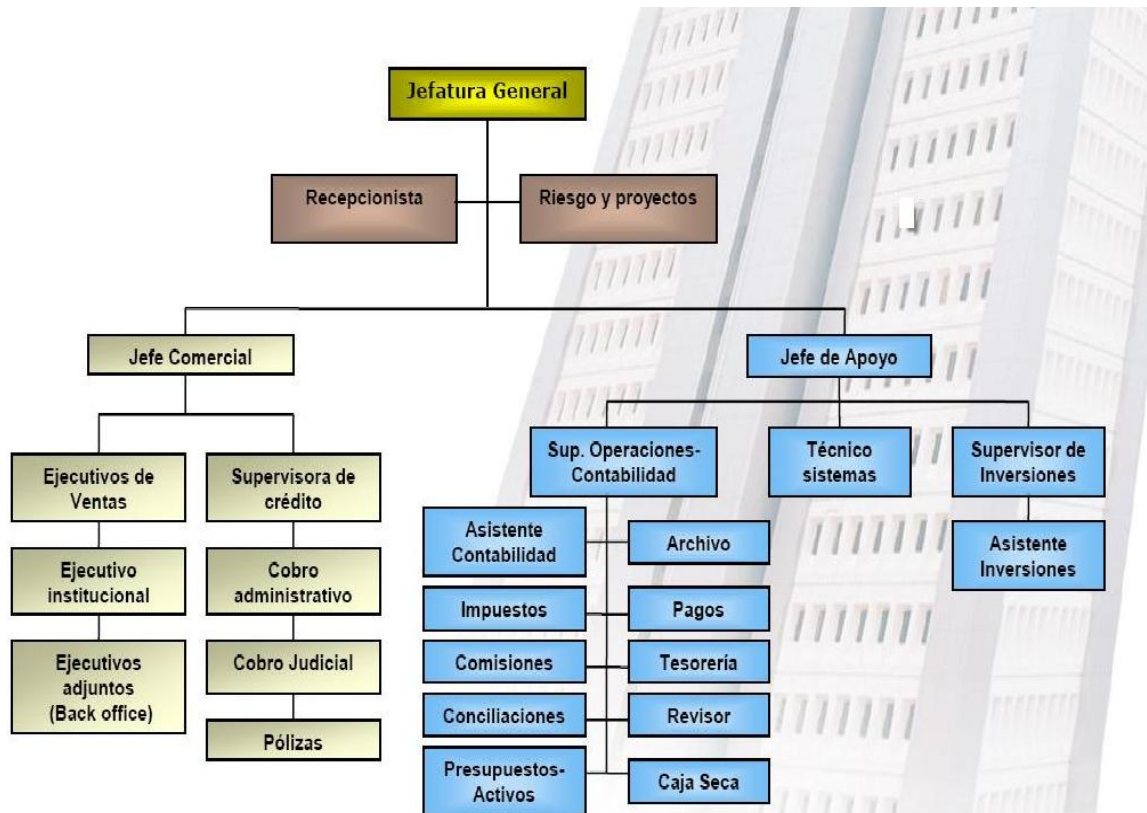 Jefatura General
Recepcionista
Riesgo y proyectos
Jefe Comercial
Jefe de Apoyo
Ejecutivos de
Ventas
Supervisora de
crédito
Sup. Operaciones-
Contabilidad
Técnico
sistemas
Supervisor de
Inversiones
Ejecutivo
institucional
Cobro
administrativo
Asistente
Contabilidad
Archivo
Asistente
Inversiones
Impuestos
Pagos
Ejecutivos
adjuntos
(Back office)
Cobro Judicial
Comisiones
Tesorería
Pólizas
Conciliaciones
Revisor
Presupuestos-
Activos
Caja Seca